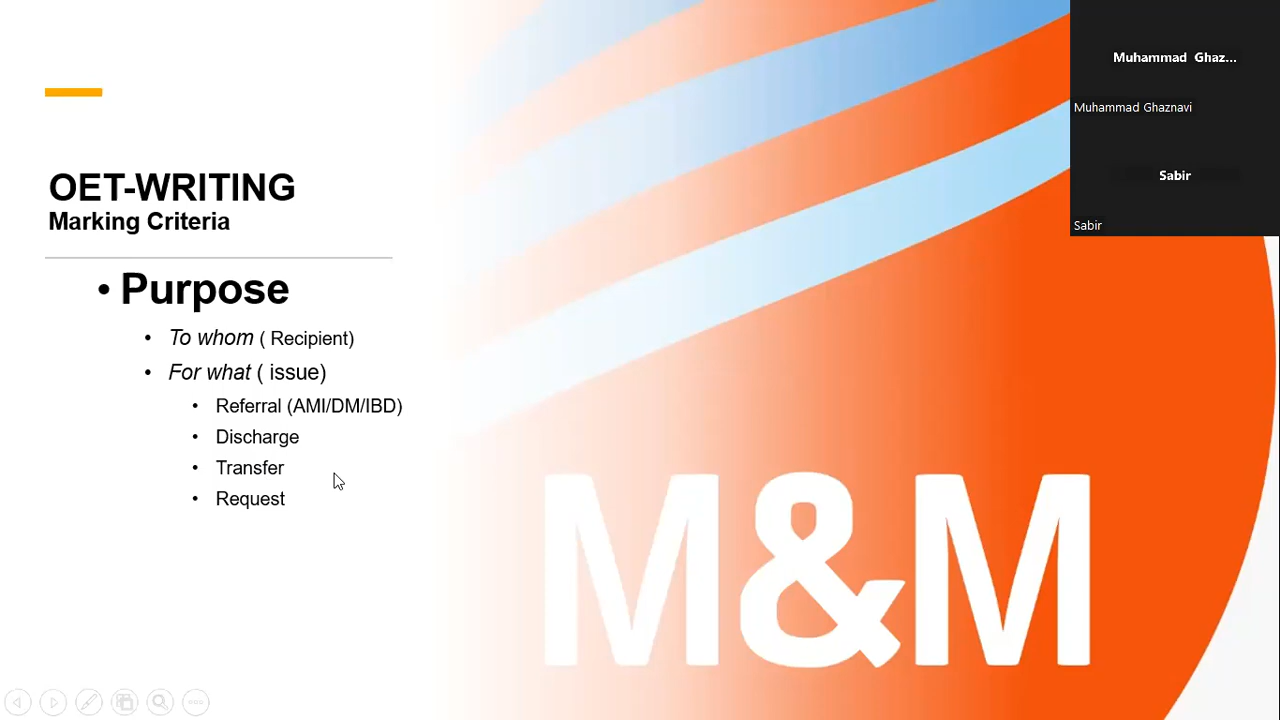 OET-WRITING
Marking Criteria
• Purpose
• To whom ( Recipient)
• For what ( issue)
• Referral (AMI/DM/IBD)
• Discharge
• Transfer
• Request
M&M
Muhammad Ghaz...
Muhammad Ghaznavi
Sabir
Sabir